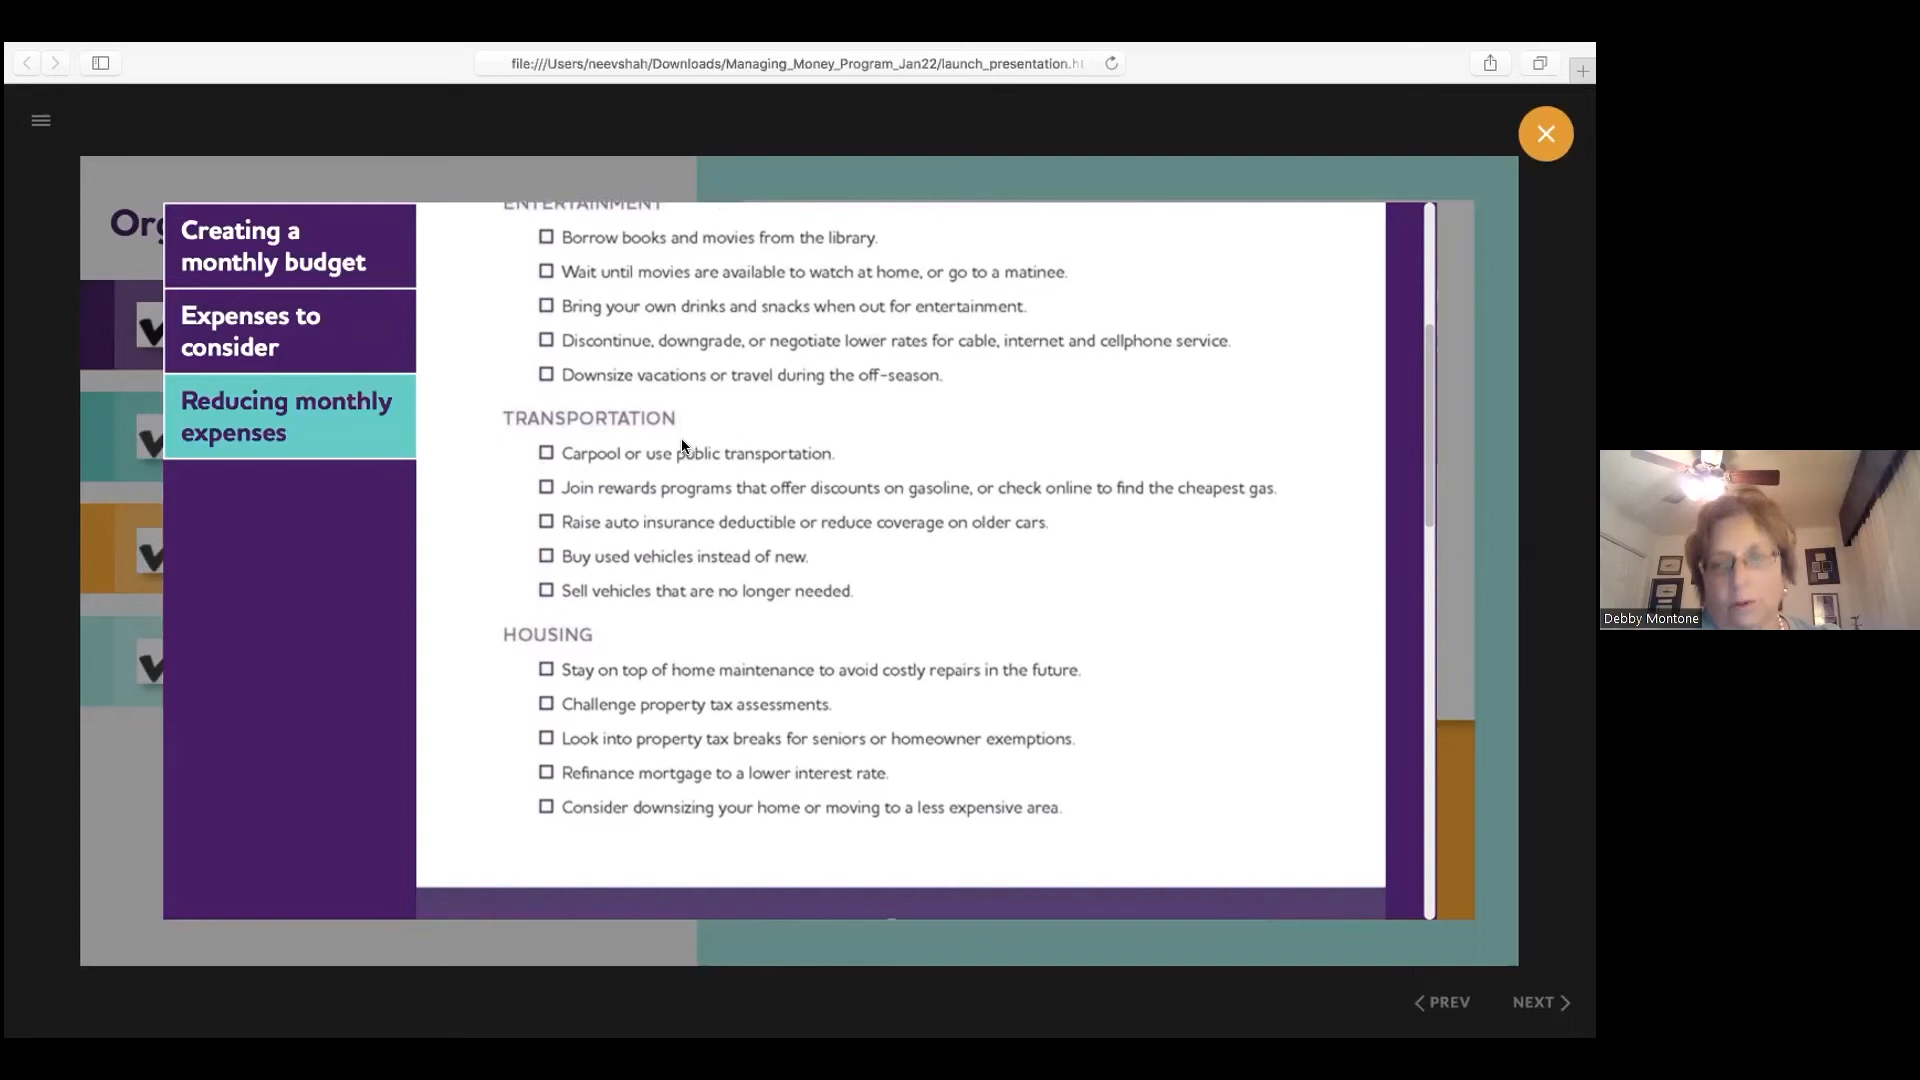 file:///Users/neevshah/Downloads/Managing_Money_Program_Jan22/launch_presentation.h
Org
Creating a
monthly budget
Expenses to
consider
Reducing monthly
expenses
ENTERTAINMENT
Borrow books and movies from the library.
Wait until movies are available to watch at home, or go to a matinee.
Bring your own drinks and snacks when out for entertainment.
Discontinue, downgrade, or negotiate lower rates for cable, internet and cellphone service.
Downsize vacations or travel during the off-season.
TRANSPORTATION
Carpool or use public transportation.
Join rewards programs that offer discounts on gasoline, or check online to find the cheapest gas.
Raise auto insurance deductible or reduce coverage on older cars.
Buy used vehicles instead of new.
Sell vehicles that are no longer needed.
HOUSING
Stay on top of home maintenance to avoid costly repairs in the future.
Challenge property tax assessments.
Look into property tax breaks for seniors or homeowner exemptions.
Refinance mortgage to a lower interest rate.
Consider downsizing your home or moving to a less expensive area.
PREV
NEXT
Debby Montone